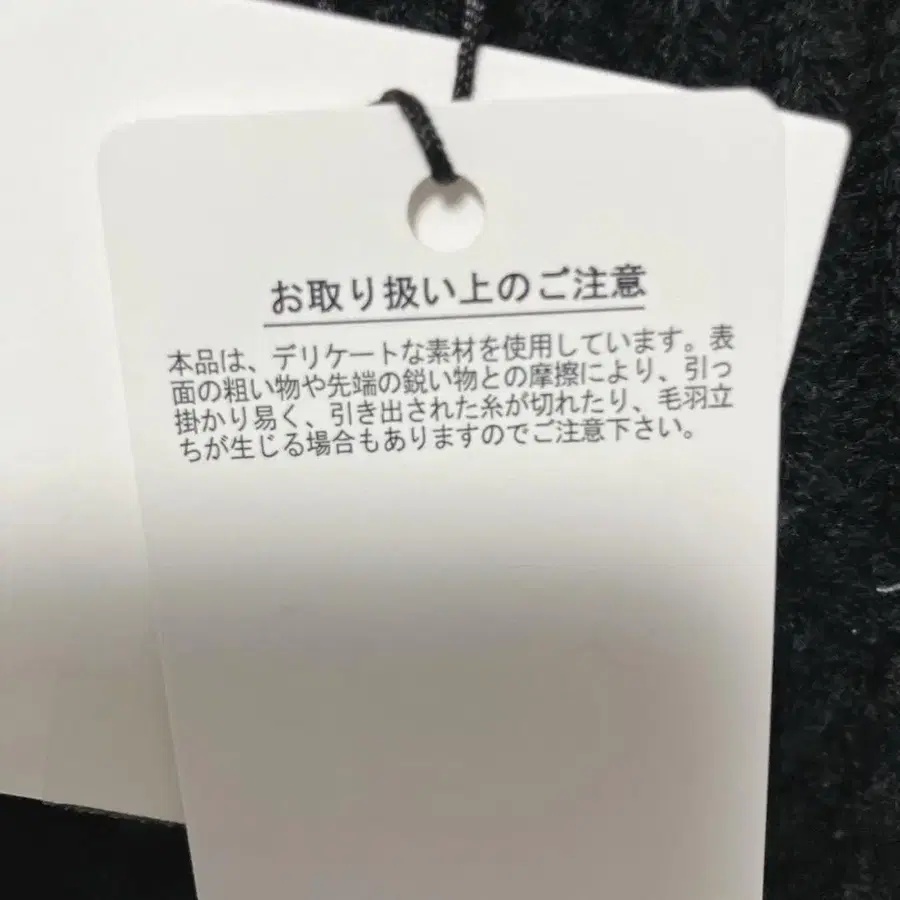 お取り扱い上のご注意
本品は、デリケートな素材を使用しています。表
面の粗い物や先端の鋭い物との摩擦により、引っ
掛かり易く、引き出された糸が切れたり、毛羽立
ちが生じる場合もありますのでご注意下さい。